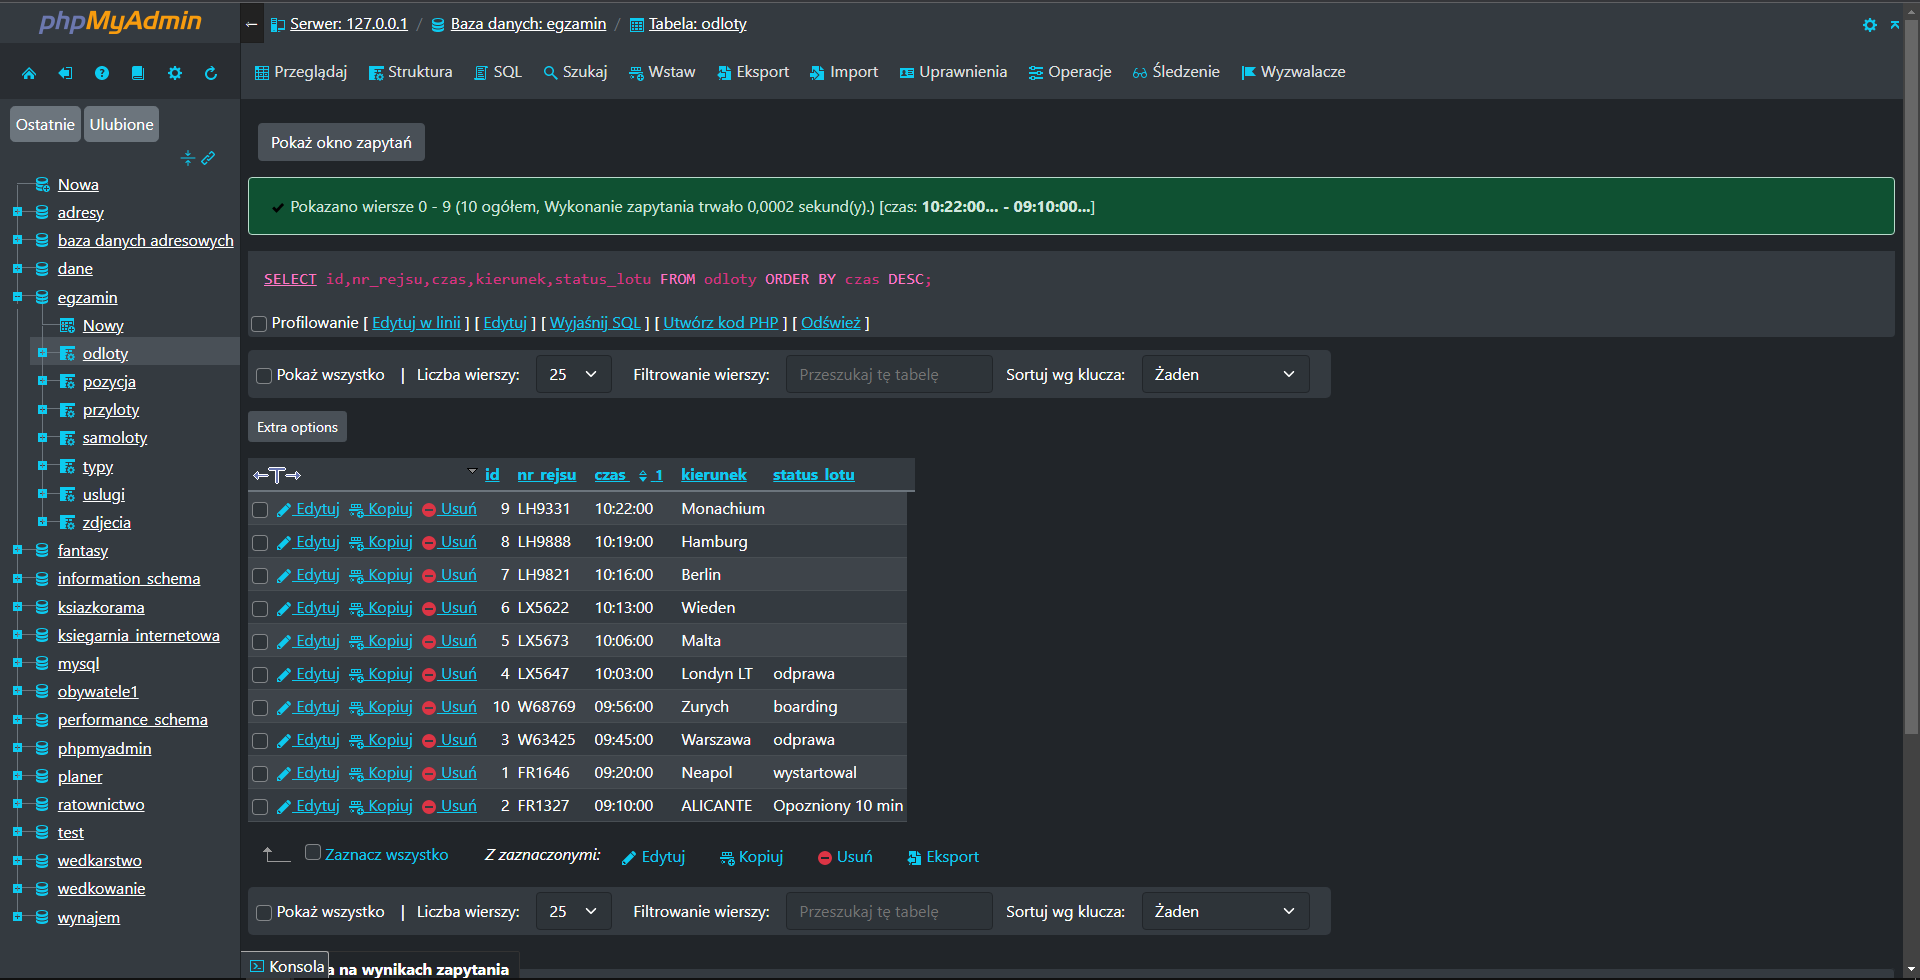 phpMyAdmin
Ostatnie Ulubione
Nowa
adresy
baza danych adresowych
dane
egzamin
Nowy
odloty
pozycja
przyloty
samoloty
typy
uslugi
zdjecia
fantasy
information_schema
ksiazkorama
ksiegarnia_internetowa
mysql
obywatele1
performance_schema
phpmyadmin
planer
ratownictwo
test
wedkarstwo
wedkowanie
wynajem
Serwer: 127.0.0.1 / Baza danych: egzamin / Tabela: odloty
Przeglądaj Struktura SQL Szukaj Wstaw Eksport Import Uprawnienia Operacje Śledzenie Wyzwalacze
Pokaż okno zapytań
Pokazano wiersze 0 - 9 (10 ogółem, Wykonanie zapytania trwało 0,0002 sekund(y).) [czas: 10:22:00... - 09:10:00...]
SELECT id,nr_rejsu,czas,kierunek,status_lotu FROM odloty ORDER BY czas DESC;
Profilowanie [ Edytuj w linii ] [ Edytuj ] [ Wyjaśnij SQL ] [ Utwórz kod PHP ] [ Odśwież ]
Pokaż wszystko | Liczba wierszy: 25 Filtrowanie wierszy: Przeszukaj tę tabelę Sortuj wg klucza: Żaden
Extra options
←T→ id nr_rejsu czas 1 kierunek status_lotu
Edytuj Kopiuj Usuń 9 LH9331 10:22:00 Monachium
Edytuj Kopiuj Usuń 8 LH9888 10:19:00 Hamburg
Edytuj Kopiuj Usuń 7 LH9821 10:16:00 Berlin
Edytuj Kopiuj Usuń 6 LX5622 10:13:00 Wieden
Edytuj Kopiuj Usuń 5 LX5673 10:06:00 Malta
Edytuj Kopiuj Usuń 4 LX5647 10:03:00 Londyn LT odprawa
Edytuj Kopiuj Usuń 10 W68769 09:56:00 Zurych boarding
Edytuj Kopiuj Usuń 3 W63425 09:45:00 Warszawa odprawa
Edytuj Kopiuj Usuń 1 FR1646 09:20:00 Neapol wystartowal
Edytuj Kopiuj Usuń 2 FR1327 09:10:00 ALICANTE Opozniony 10 min
Zaznacz wszystko Z zaznaczonymi: Edytuj Kopiuj Usuń Eksport
Pokaż wszystko | Liczba wierszy: 25 Filtrowanie wierszy: Przeszukaj tę tabelę Sortuj wg klucza: Żaden
Konsola a na wynikach zapytania